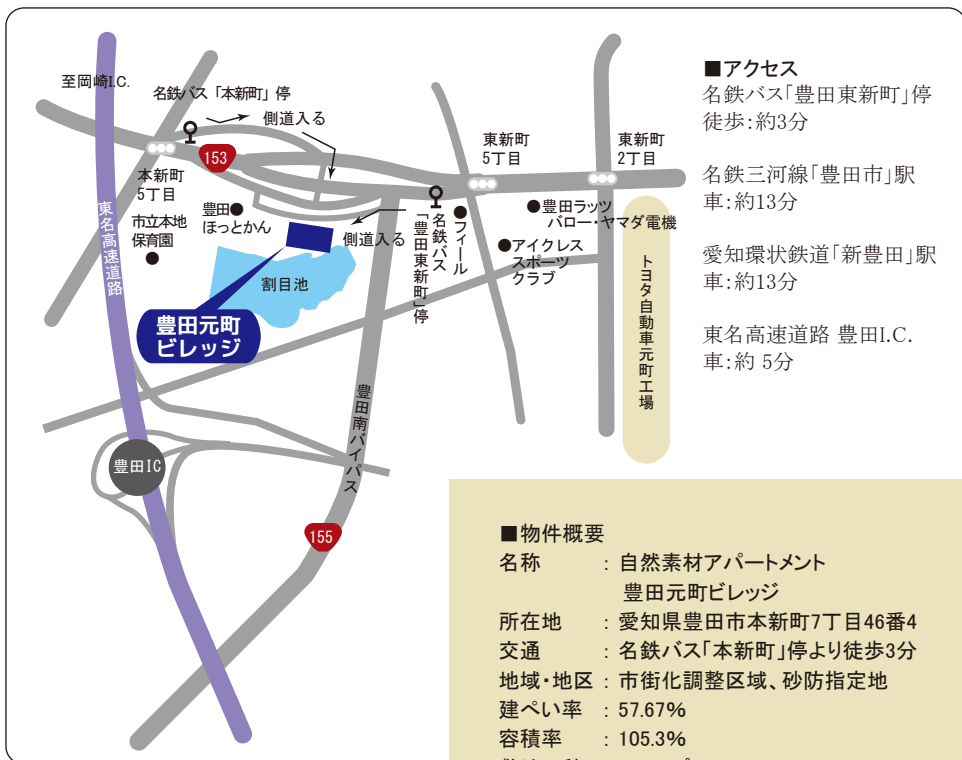 至岡崎I.C.
名鉄バス「本新町」停
側道入る
153
本新町
5丁目
東新町
5丁目
東新町
2丁目
市立本地
保育園
豊田
ほっとかん
側道入る
割目池
名鉄バス
「豊田東新町」停
フィール
豊田ラッツ
バロー・ヤマダ電機
アイクレス
スポーツ
クラブ
東名高速道路
豊田元町
ビレッジ
トヨタ自動車元町工場
豊田南バイパス
豊田IC
155
■アクセス
名鉄バス「豊田東新町」停
徒歩:約3分
名鉄三河線「豊田市」駅
車:約13分
愛知環状鉄道「新豊田」駅
車:約13分
東名高速道路 豊田I.C.
車:約 5分
■物件概要
名称 : 自然素材アパートメント
豊田元町ビレッジ
所在地 : 愛知県豊田市本新町7丁目46番4
交通 : 名鉄バス「本新町」停より徒歩3分
地域・地区 : 市街化調整区域、砂防指定地
建ぺい率 : 57.67%
容積率 : 105.3%